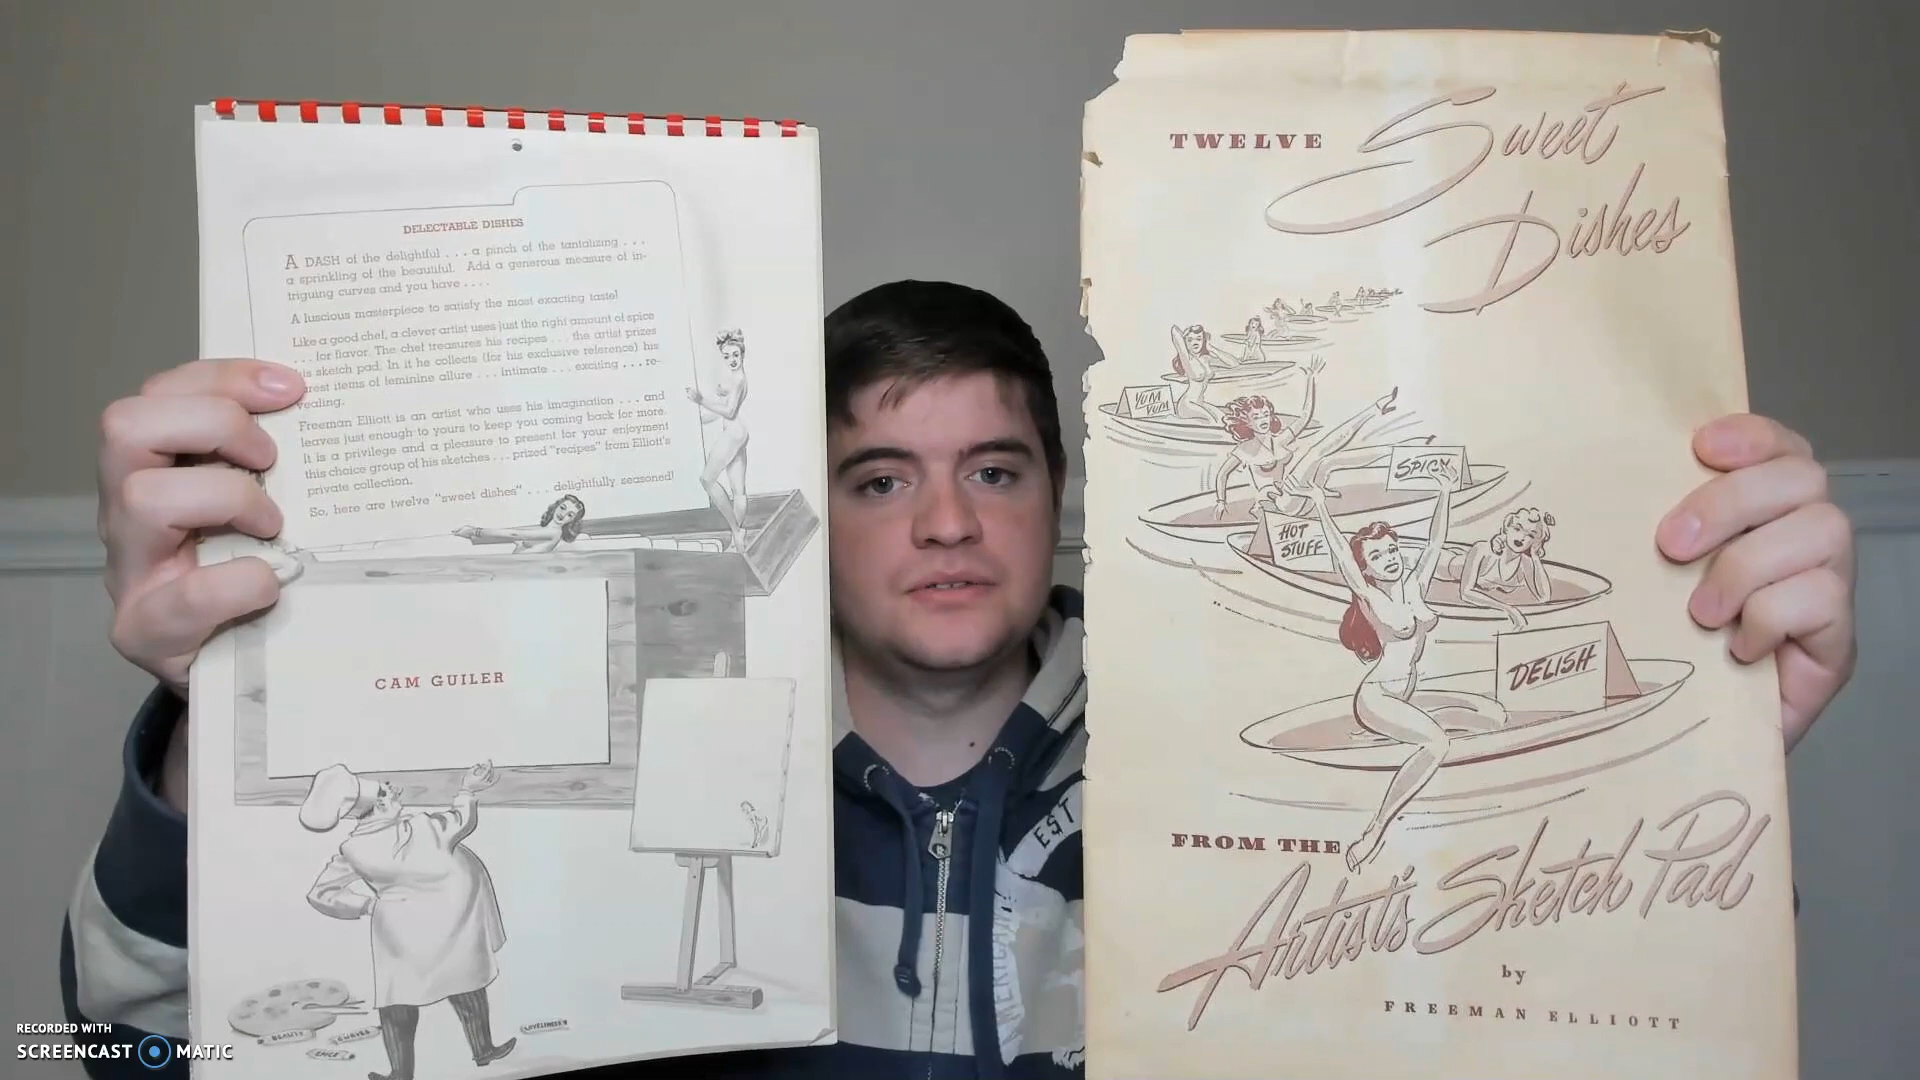 DELECTABLE DISHES
A DASH of the delightful . . . a pinch of the tantalizing . . .
a sprinkling of the beautiful. Add a generous measure of in-
triguing curves and you have . . . .
A luscious masterpiece to satisfy the most exacting taste!
Like a good chef, a clever artist uses just the right amount of spice
. . . for flavor. The chef treasures his recipes . . . the artist prizes
his sketch pad. In it he collects (for his exclusive reference) his
rarest items of feminine allure . . . intimate . . . exciting . . . re-
vealing.
Freeman Elliott is an artist who uses his imagination . . . and
leaves just enough to yours to keep you coming back for more.
It is a privilege and a pleasure to present for your enjoyment
this choice group of his sketches . . . prized "recipes" from Elliott's
private collection.
So, here are twelve "sweet dishes" . . . delightfully seasoned!
CAM GUILER
BEAUTY
CURVES
SPICE
LOVELINESS
TWELVE Sweet
Dishes
YUM
YUM
SPICY
HOT
STUFF
DELISH
FROM THE
Artist's Sketch Pad
by
FREEMAN ELLIOTT
EST
AMERICAN
RECORDED WITH
SCREENCAST MATIC